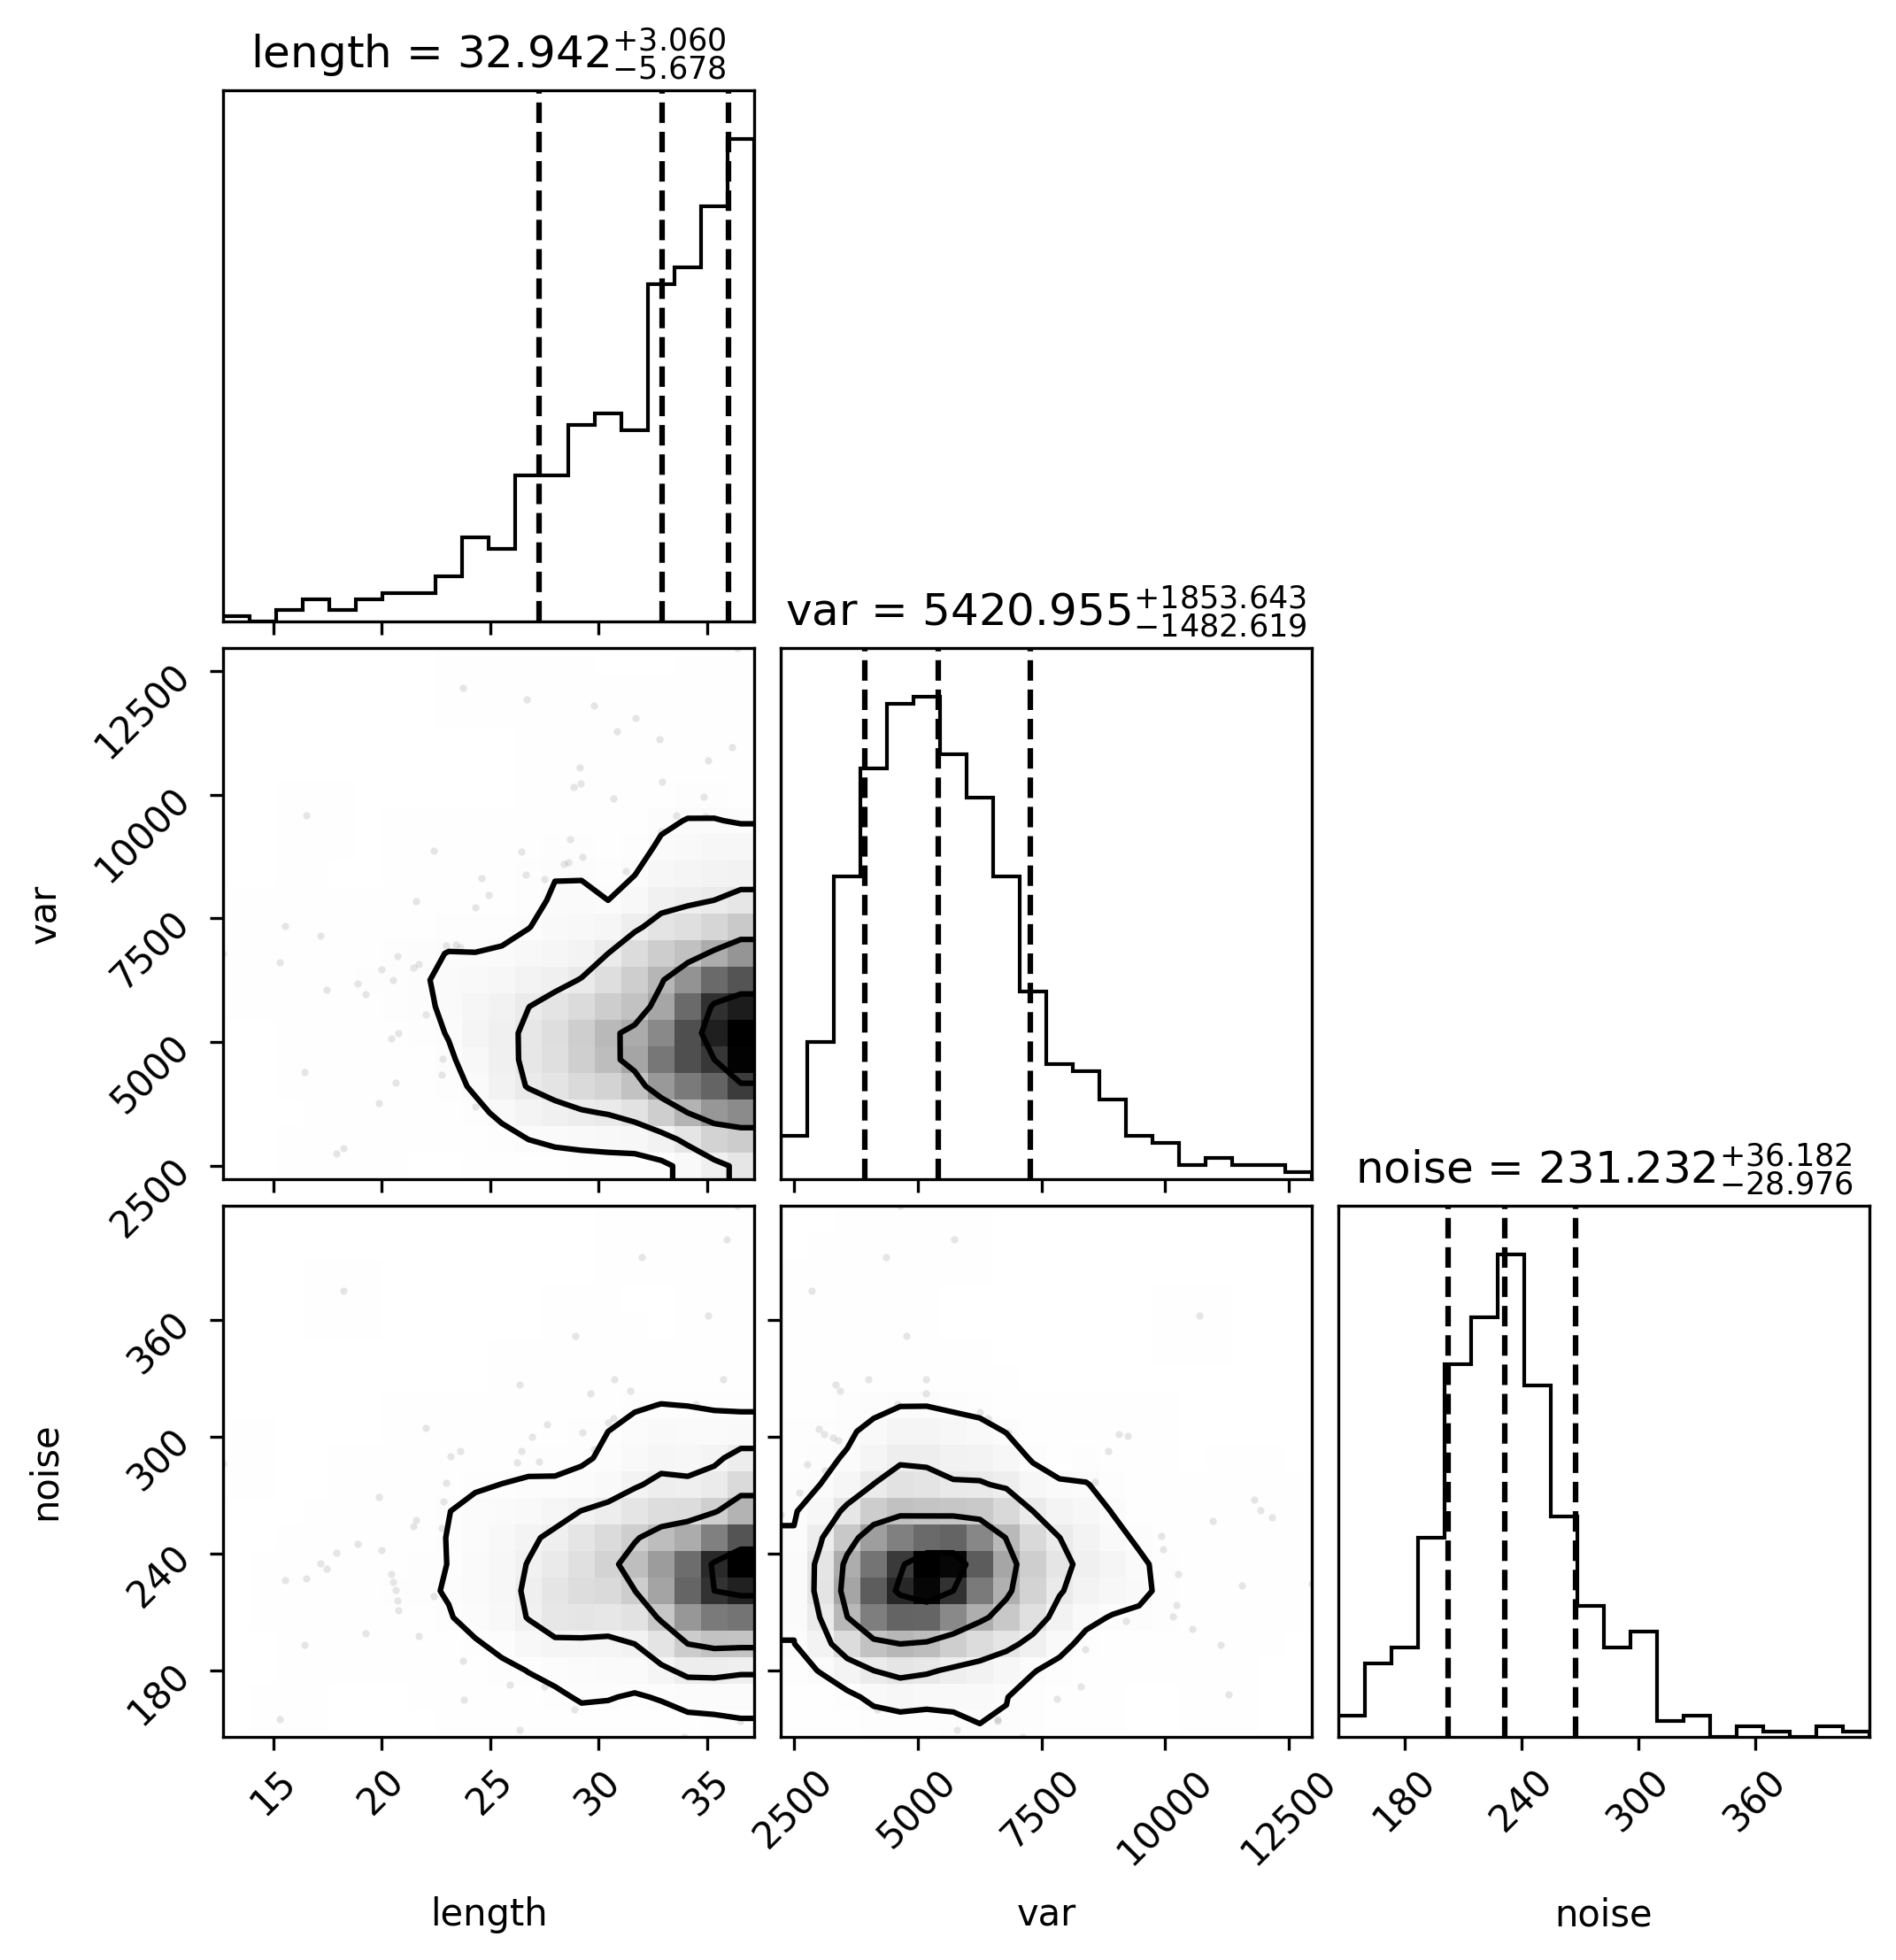 length = 32.942 +3.060 −5.678
var = 5420.955 +1853.643 −1482.619
12500
10000
7500
5000
2500
var
noise = 231.232 +36.182 −28.976
360
300
240
180
noise
15 20 25 30 35 2500 5000 7500 10000 12500 180 240 300 360
length var noise